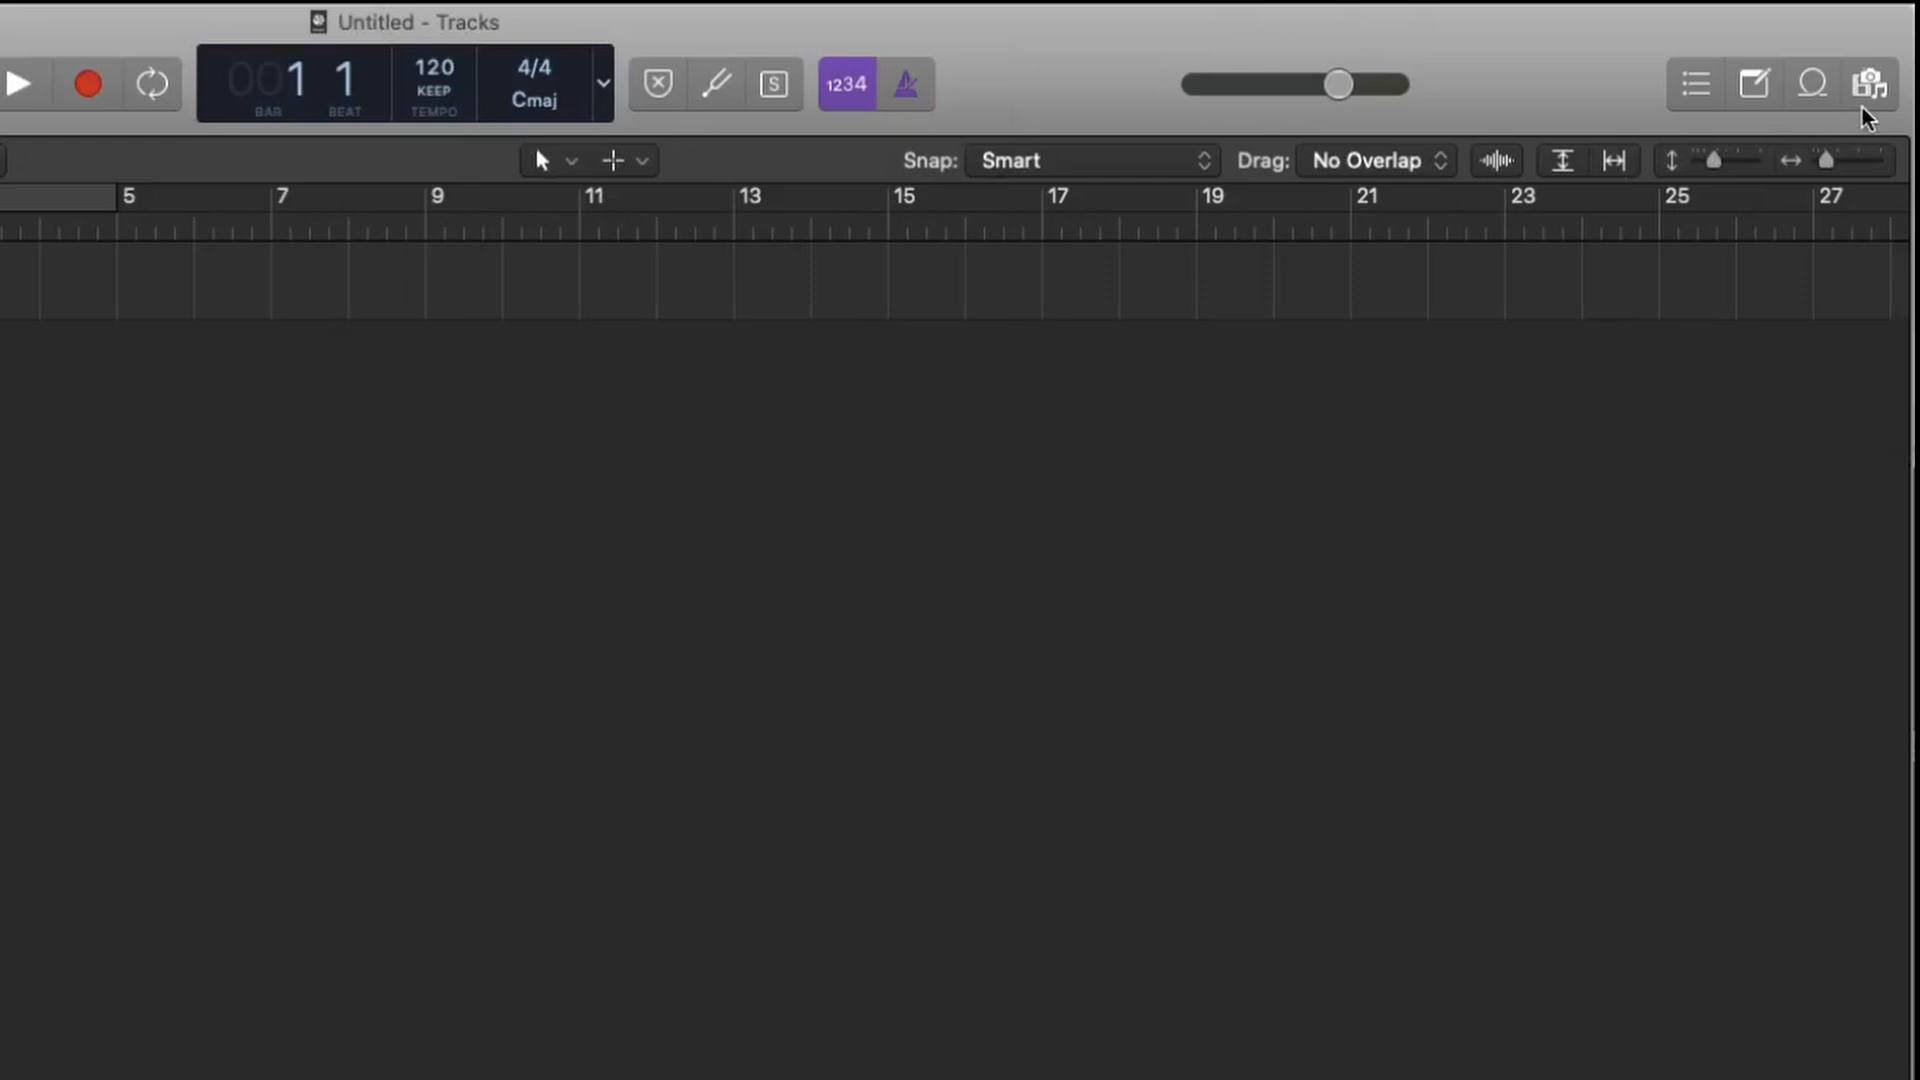 Untitled - Tracks
001 1
BAR BEAT
120
KEEP
TEMPO
4/4
Cmaj
S
1234
Snap: Smart
Drag: No Overlap
5 7 9 11 13 15 17 19 21 23 25 27